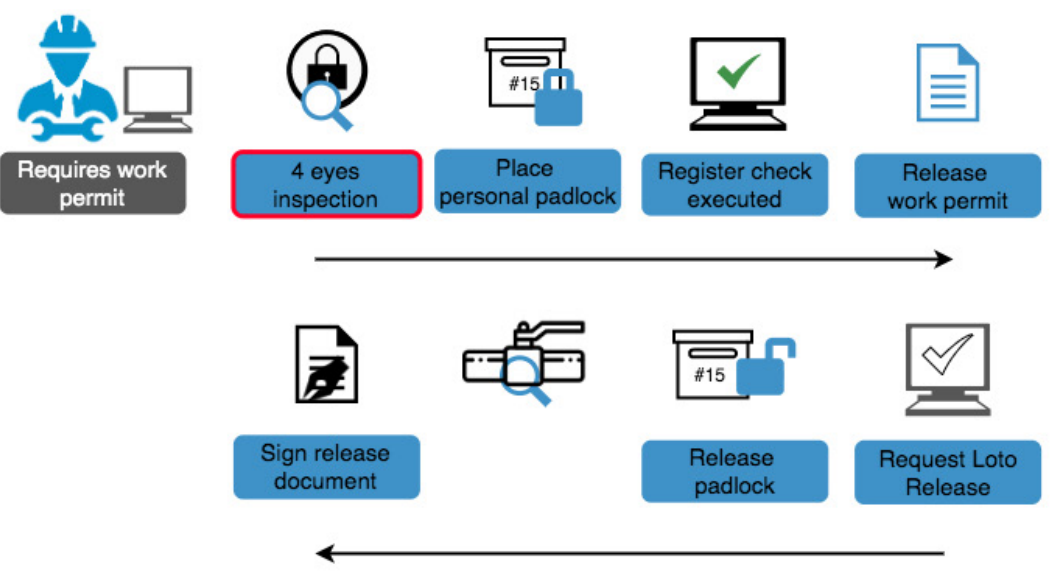 #15
Requires work
permit
4 eyes
inspection
Place
personal padlock
Register check
executed
Release
work permit
#15
Sign release
document
Release
padlock
Request Loto
Release